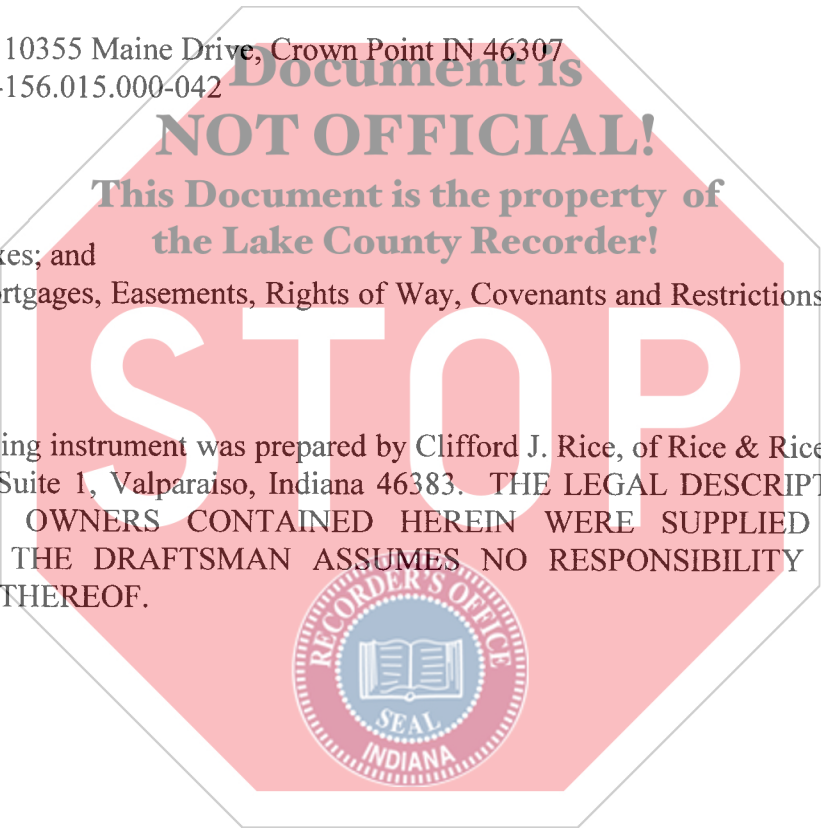 10355 Maine Drive, Crown Point IN 46307
Document is
-156.015.000-042
NOT OFFICIAL!
This Document is the property of
the Lake County Recorder!
xes; and
rtgages, Easements, Rights of Way, Covenants and Restrictions
STOP
ing instrument was prepared by Clifford J. Rice, of Rice & Rice
Suite 1, Valparaiso, Indiana 46383. THE LEGAL DESCRIPT
OWNERS CONTAINED HEREIN WERE SUPPLIED
THE DRAFTSMAN ASSUMES NO RESPONSIBILITY
THEREOF.
RECORDER'S OFFICE
SEAL
INDIANA